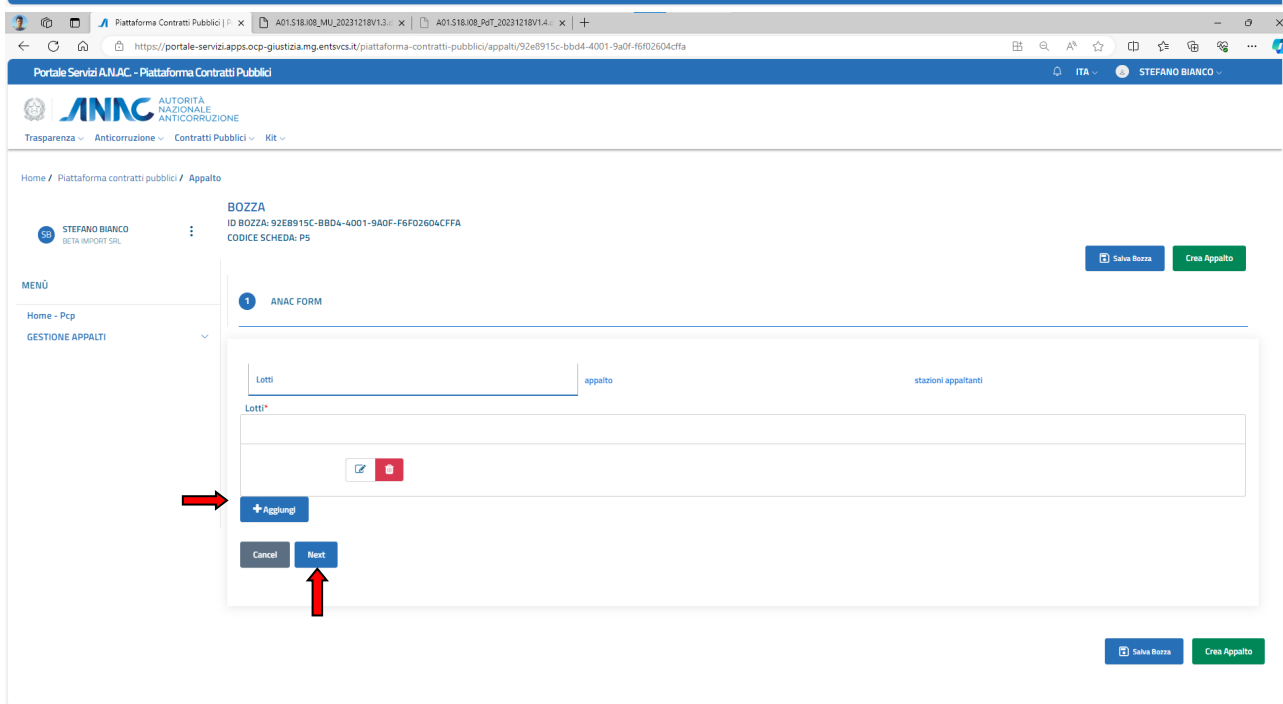 Piattaforma Contratti Pubblici | P
A01.S18.I08_MU_20231218V1.3.
A01.S18.I08_PdT_20231218V1.4.
https://portale-servizi.apps.ocp-giustizia.mg.entsvcs.it/piattaforma-contratti-pubblici/appalti/92e8915c-bbd4-4001-9a0f-f6f02604cffa
Portale Servizi A.N.AC. - Piattaforma Contratti Pubblici
ITA
STEFANO BIANCO
ANAC
AUTORITÀ
NAZIONALE
ANTICORRUZIONE
Trasparenza Anticorruzione Contratti Pubblici Kit
Home / Piattaforma contratti pubblici / Appalto
SB
STEFANO BIANCO
BETA IMPORT SRL
BOZZA
ID BOZZA: 92E8915C-BBD4-4001-9A0F-F6F02604CFFA
CODICE SCHEDA: P5
Salva Bozza
Crea Appalto
MENÙ
Home - Pcp
GESTIONE APPALTI
1 ANAC FORM
Lotti
appalto
stazioni appaltanti
Lotti*
+ Aggiungi
Cancel
Next
Salva Bozza
Crea Appalto